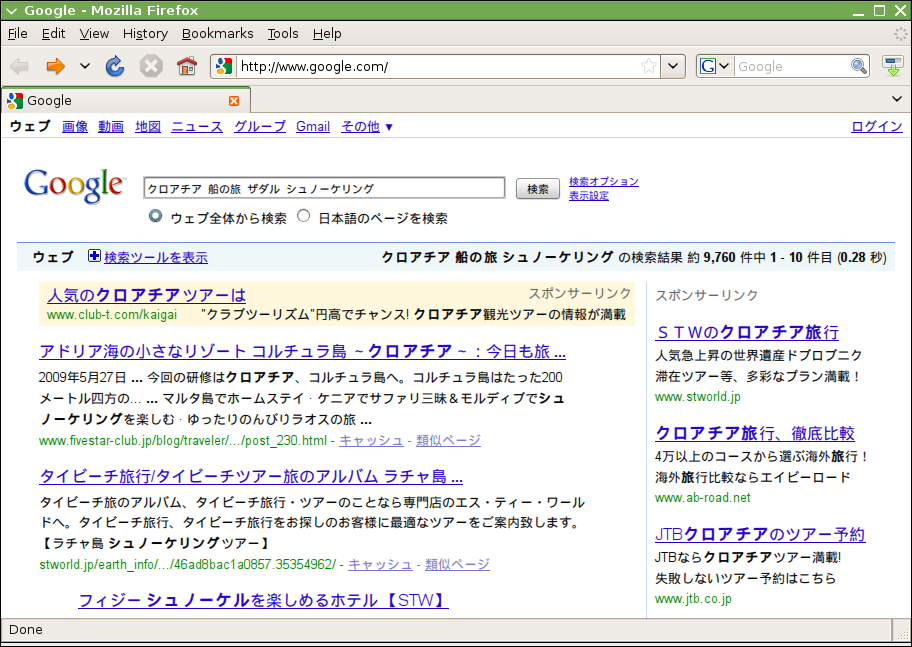 Google - Mozilla Firefox
File Edit View History Bookmarks Tools Help
http://www.google.com/
G Google
Google
ウェブ 画像 動画 地図 ニュース グループ Gmail その他 ▼ ログイン
Google
クロアチア 船の旅 ザダル シュノーケリング 検索 検索オプション
表示設定
ウェブ全体から検索 日本語のページを検索
ウェブ 検索ツールを表示 クロアチア 船の旅 シュノーケリング の検索結果 約 9,760 件中 1 - 10 件目 (0.28 秒)
人気のクロアチアツアーは スポンサーリンク
www.club-t.com/kaigai "クラブツーリズム"円高でチャンス! クロアチア観光ツアーの情報が満載
アドリア海の小さなリゾート コルチュラ島 ~ クロアチア ~ : 今日も旅 ...
2009年5月27日 ... 今回の研修はクロアチア、コルチュラ島へ。コルチュラ島はたった200
メートル四方の... ... マルタ島でホームステイ · ケニアでサファリ三昧＆モルディブでシュ
ノーケリングを楽しむ · ゆったりのんびりラオスの旅 ...
www.fivestar-club.jp/blog/traveler/.../post_230.html - キャッシュ - 類似ページ
タイビーチ旅行/タイビーチツアー旅のアルバム ラチャ島 ...
タイビーチ旅のアルバム、タイビーチ旅行・ツアーのことなら専門店のエス・ティー・ワール
ドへ。タイビーチ旅行、タイビーチ旅行をお探しのお客様に最適なツアーをご案内致します。
【ラチャ島 シュノーケリングツアー】
stworld.jp/earth_info/.../46ad8bac1a0857.35354962/ - キャッシュ - 類似ページ
フィジー シュノーケルを楽しめるホテル 【STW】
スポンサーリンク
ＳＴＷのクロアチア旅行
人気急上昇の世界遺産ドブロブニク
滞在ツアー等、多彩なプラン満載！
www.stworld.jp
クロアチア旅行、徹底比較
4万以上のコースから選ぶ海外旅行！
海外旅行比較ならエイビーロード
www.ab-road.net
JTBクロアチアのツアー予約
JTBならクロアチアツアー満載!
失敗しないツアー予約はこちら
www.jtb.co.jp
Done